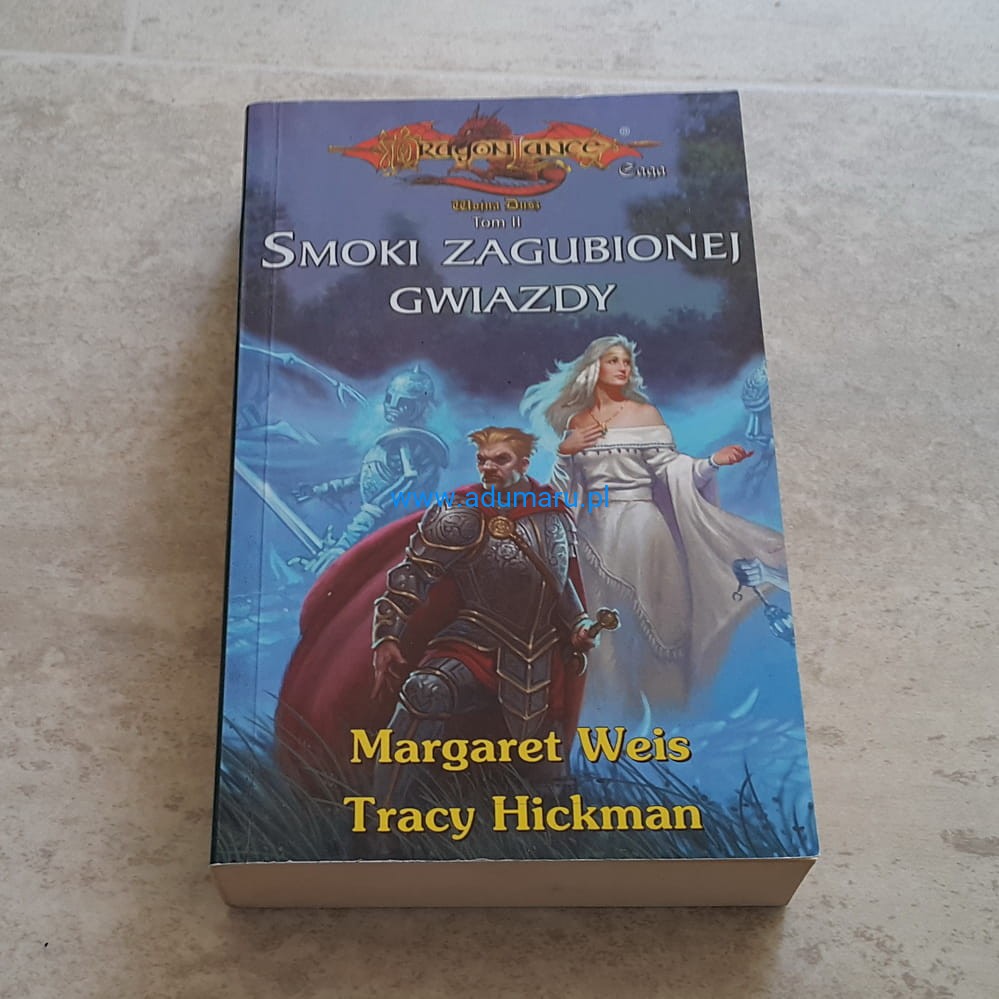 DragonLance®
Saga
Wojna Dusz
Tom II
SMOKI ZAGUBIONEJ
GWIAZDY
www.adumaru.pl
Margaret Weis
Tracy Hickman